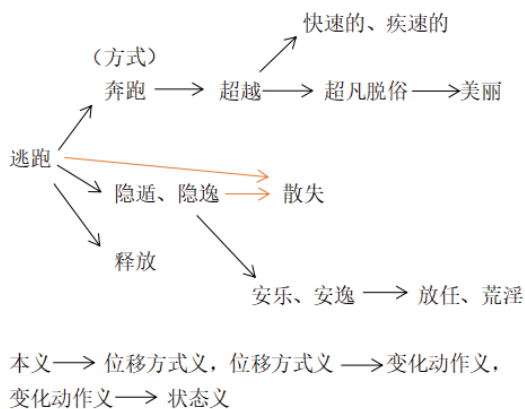 快速的、疾速的
（方式）
奔跑 超越 超凡脱俗 美丽
逃跑
隐遁、隐逸 散失
释放
安乐、安逸 放任、荒淫
本义 位移方式义，位移方式义 变化动作义，
变化动作义 状态义